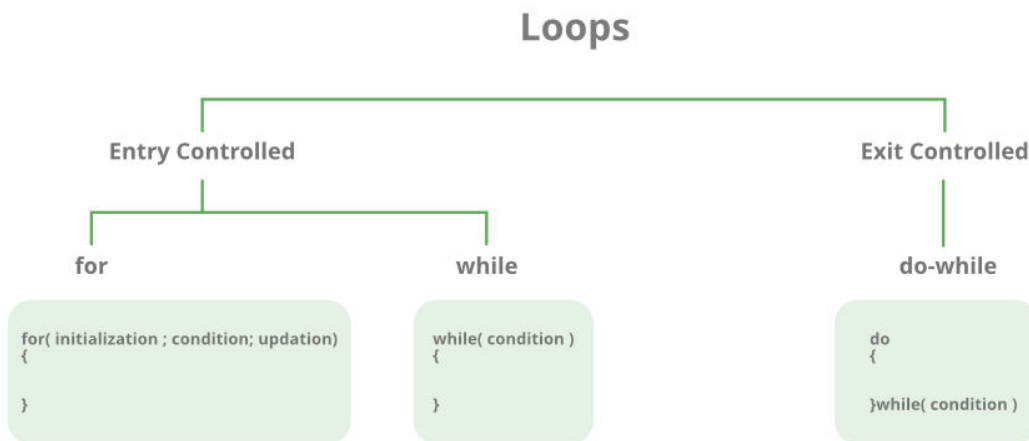 Loops
Entry Controlled
Exit Controlled
for
while
do-while
for( initialization ; condition; updation)
{
}
while( condition )
{
}
do
{
}while( condition )